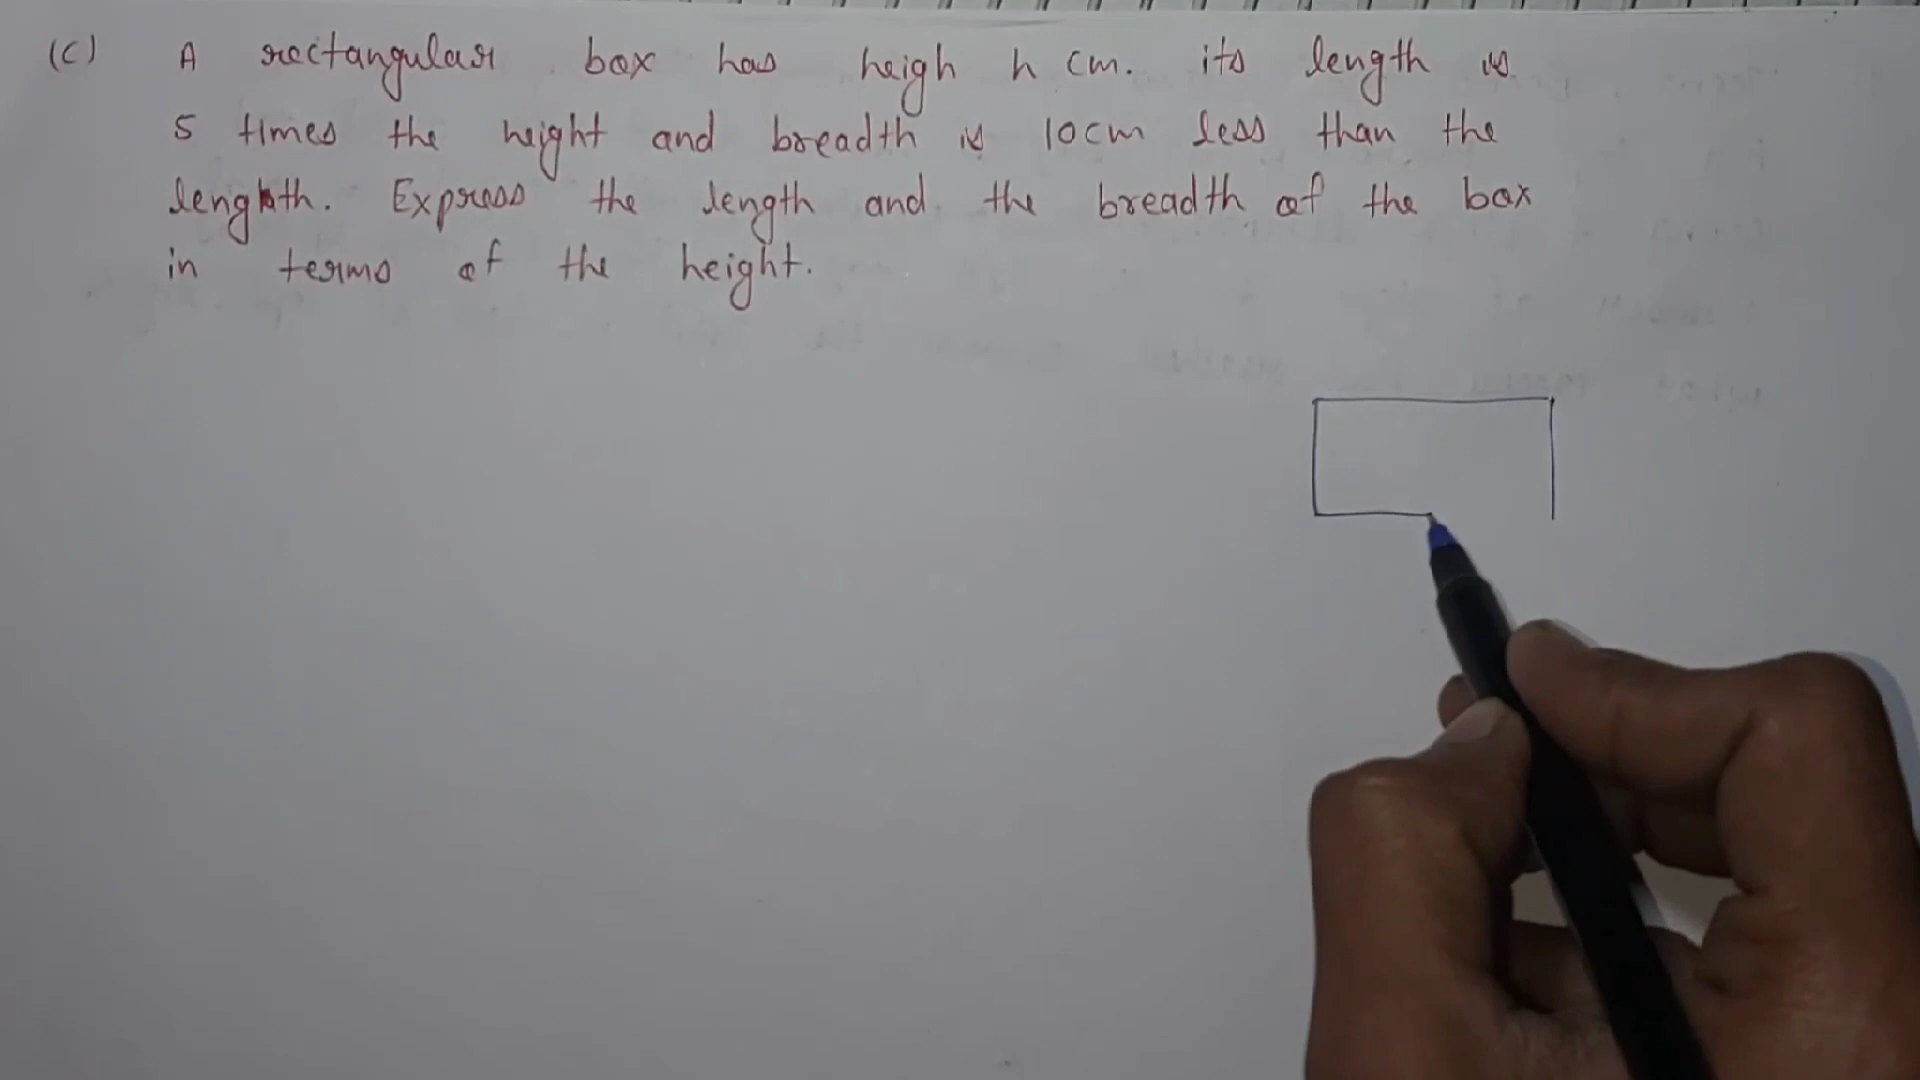 (C) A rectangular box has heigh h cm. its length is
5 times the height and breadth is 10cm less than the
length. Express the length and the breadth of the box
in terms of the height.